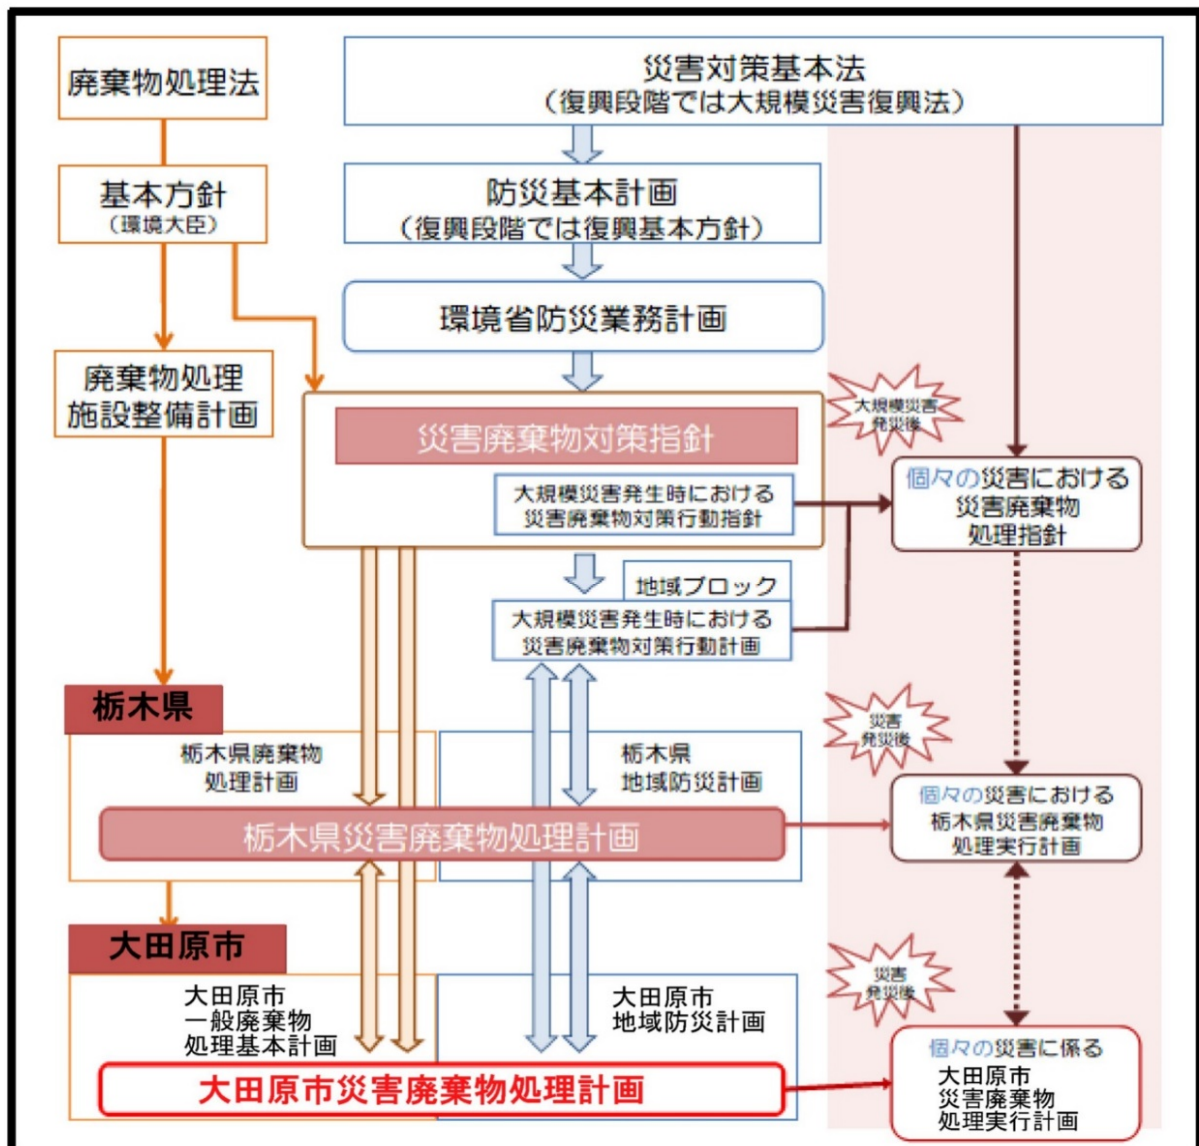 廃棄物処理法
災害対策基本法
（復興段階では大規模災害復興法）
基本方針
（環境大臣）
防災基本計画
（復興段階では復興基本方針）
環境省防災業務計画
廃棄物処理
施設整備計画
災害廃棄物対策指針
大規模災害発生時における
災害廃棄物対策行動指針
大規模災害
発災後
個々の災害における
災害廃棄物
処理指針
地域ブロック
大規模災害発生時における
災害廃棄物対策行動計画
栃木県
栃木県廃棄物
処理計画
栃木県
地域防災計画
災害
発災後
栃木県災害廃棄物処理計画
個々の災害における
栃木県災害廃棄物
処理実行計画
大田原市
大田原市
一般廃棄物
処理基本計画
大田原市
地域防災計画
災害
発災後
大田原市災害廃棄物処理計画
個々の災害に係る
大田原市
災害廃棄物
処理実行計画